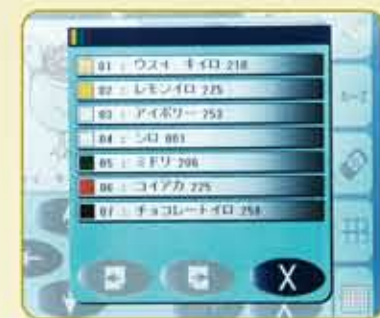 01 : ウスイ キイロ 210
02 : レモンイロ 225
03 : アイボリー 253
04 : シロ 001
05 : ミドリ 206
06 : コイアカ 225
07 : チョコレートイロ 258
X